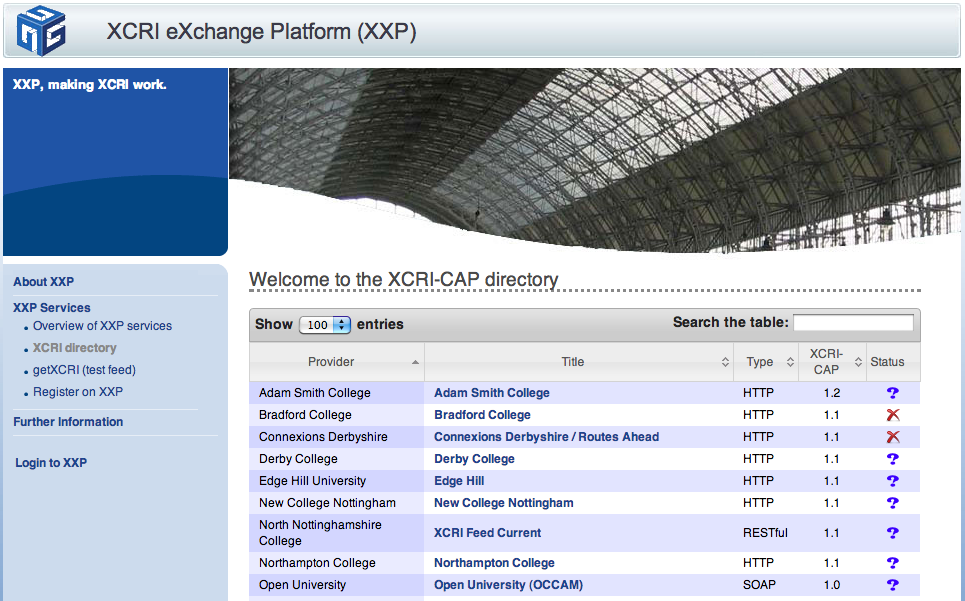 XCRI eXchange Platform (XXP)
XXP, making XCRI work.
About XXP
XXP Services
Overview of XXP services
XCRI directory
getXCRI (test feed)
Register on XXP
Further Information
Login to XXP
Welcome to the XCRI-CAP directory
Show 100 entries Search the table:
Provider Title Type XCRI-CAP Status
Adam Smith College Adam Smith College HTTP 1.2 ?
Bradford College Bradford College HTTP 1.1
Connexions Derbyshire Connexions Derbyshire / Routes Ahead HTTP 1.1
Derby College Derby College HTTP 1.1 ?
Edge Hill University Edge Hill HTTP 1.1 ?
New College Nottingham New College Nottingham HTTP 1.1 ?
North Nottinghamshire College XCRI Feed Current RESTful 1.1 ?
Northampton College Northampton College HTTP 1.1 ?
Open University Open University (OCCAM) SOAP 1.0 ?